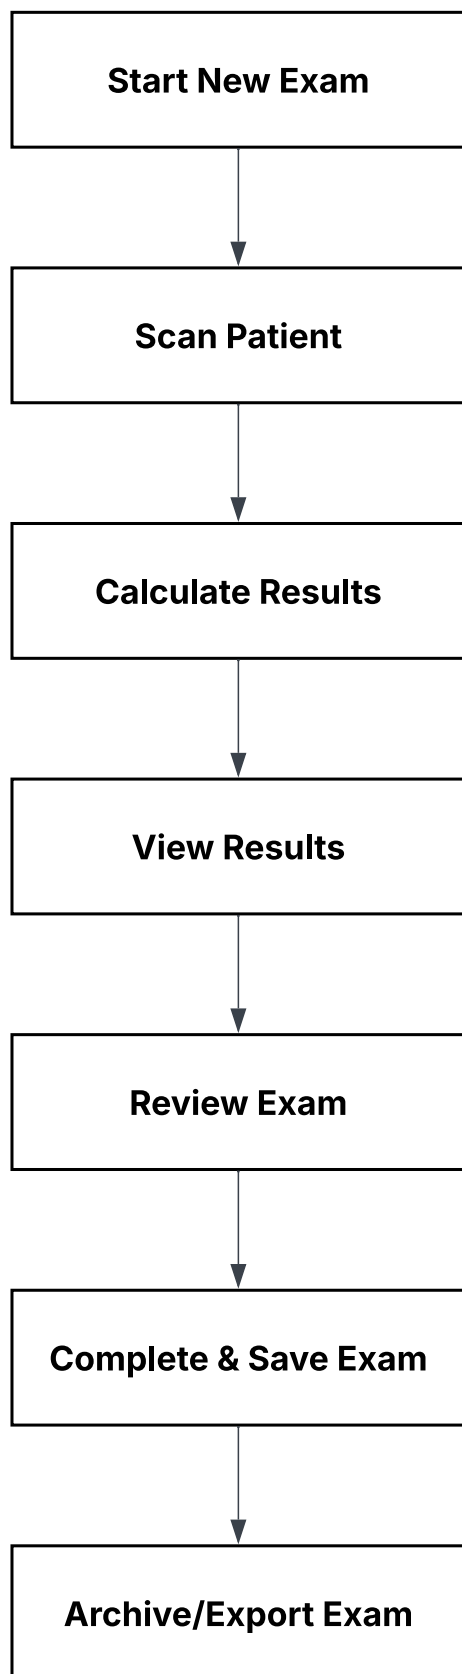 Start New Exam
Scan Patient
Calculate Results
View Results
Review Exam
Complete & Save Exam
Archive/Export Exam